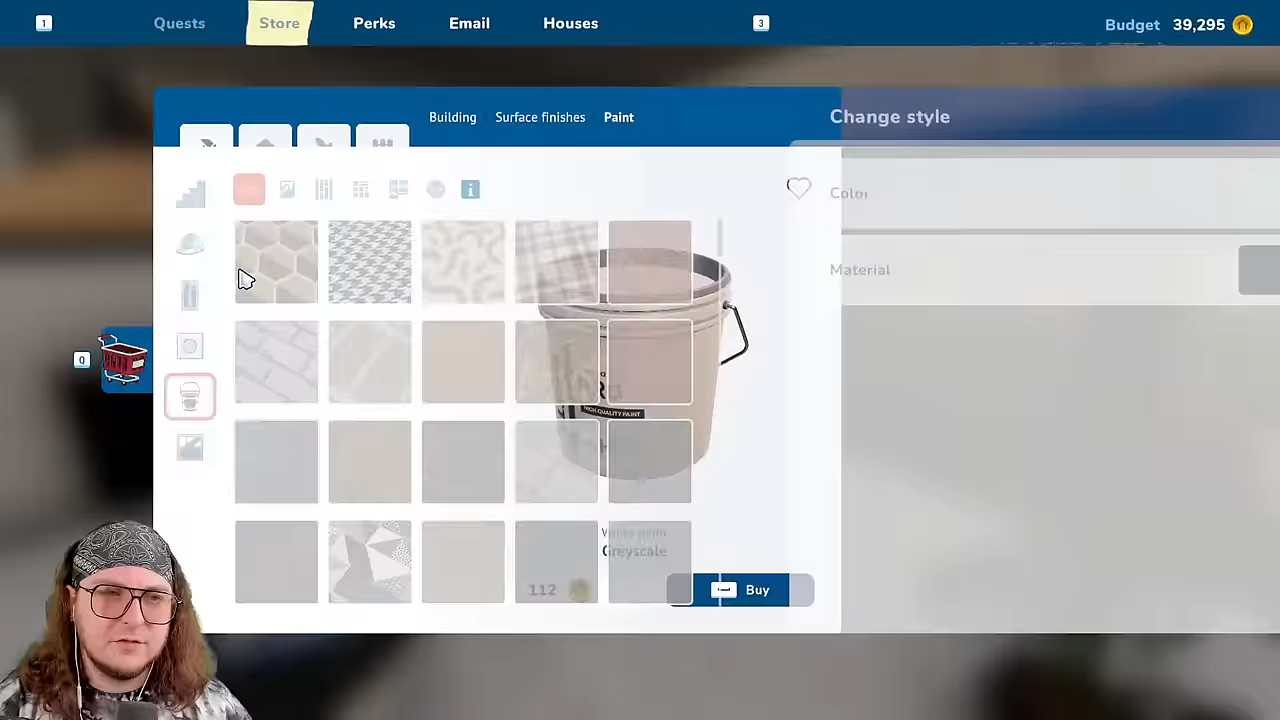 1 Quests Store Perks Email Houses 3 Budget 39,295
Building Surface finishes Paint
Change style
Color
Material
Q
HIGH QUALITY PAINT
Greyscale
112
Buy